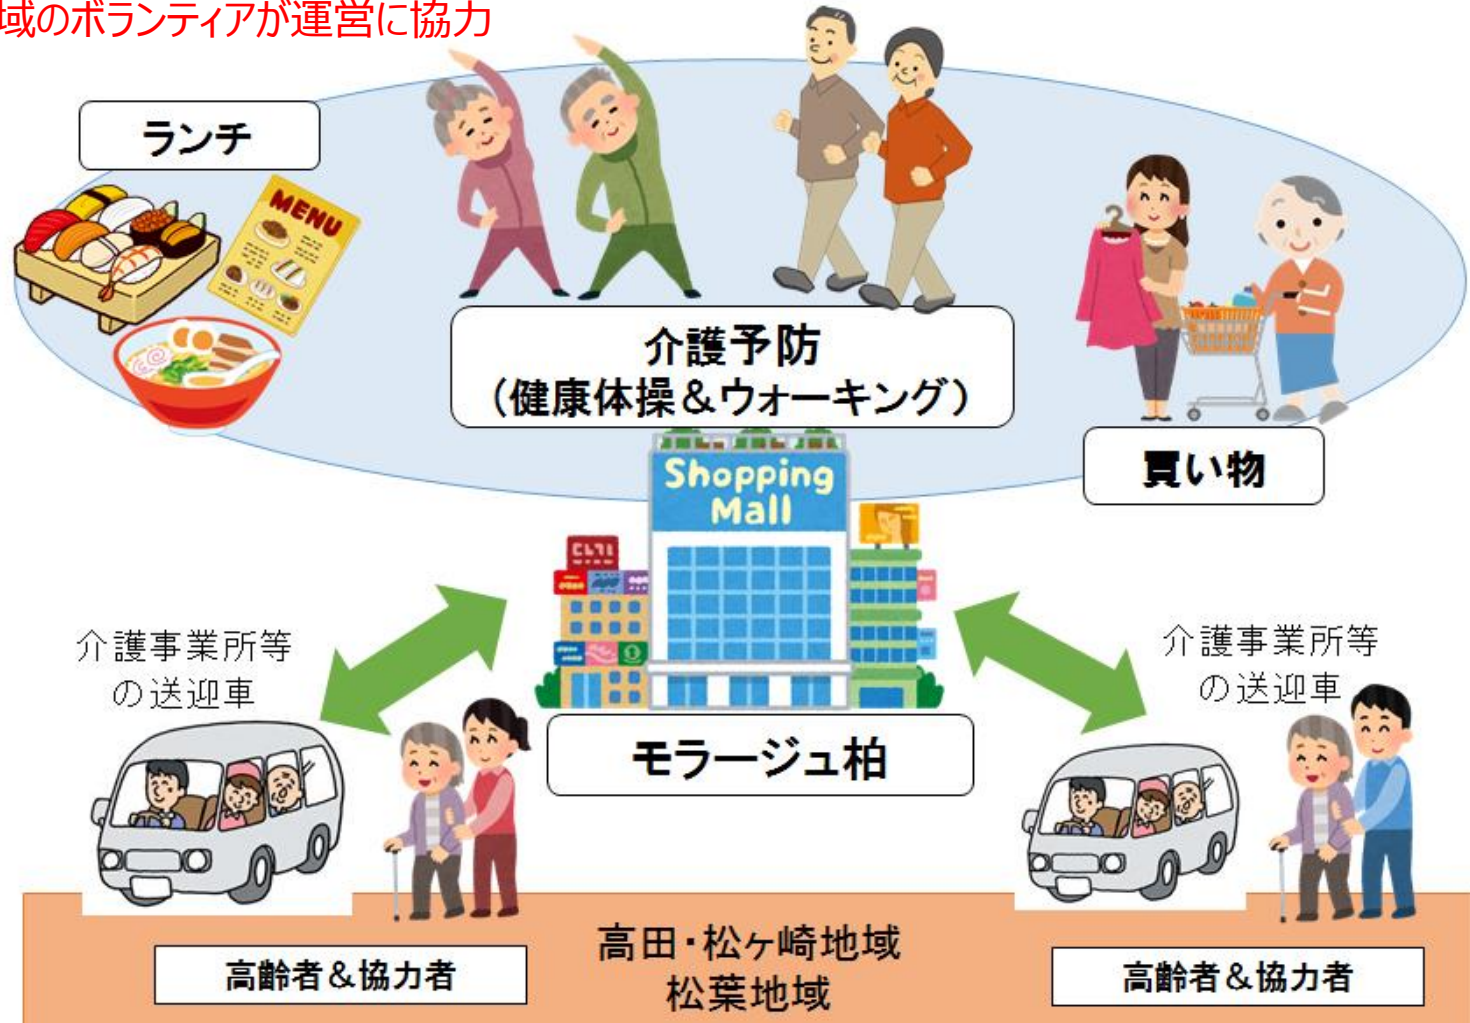 域のボランティアが運営に協力
ランチ
MENU
介護予防
（健康体操＆ウォーキング）
買い物
Shopping
Mall
介護事業所等
の送迎車
介護事業所等
の送迎車
モラージュ柏
高田・松ヶ崎地域
松葉地域
高齢者＆協力者
高齢者＆協力者